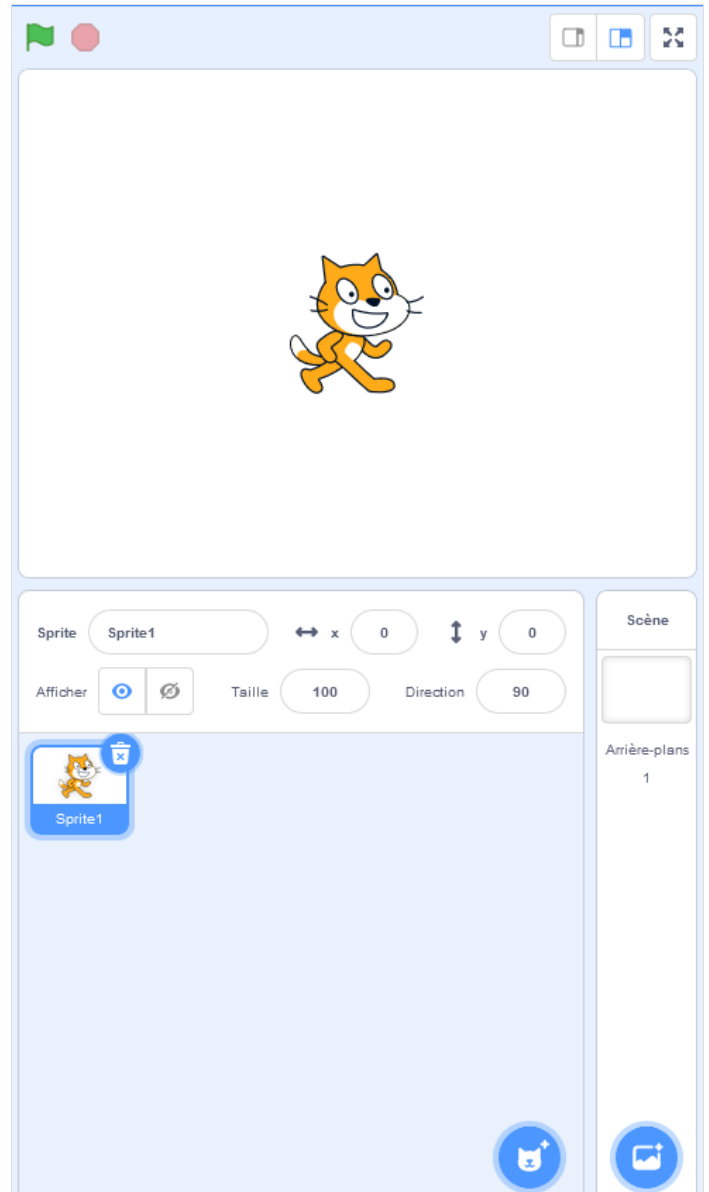 Sprite Sprite1 x 0 y 0
Afficher Taille 100 Direction 90
Sprite1
Scène
Arrière-plans
1